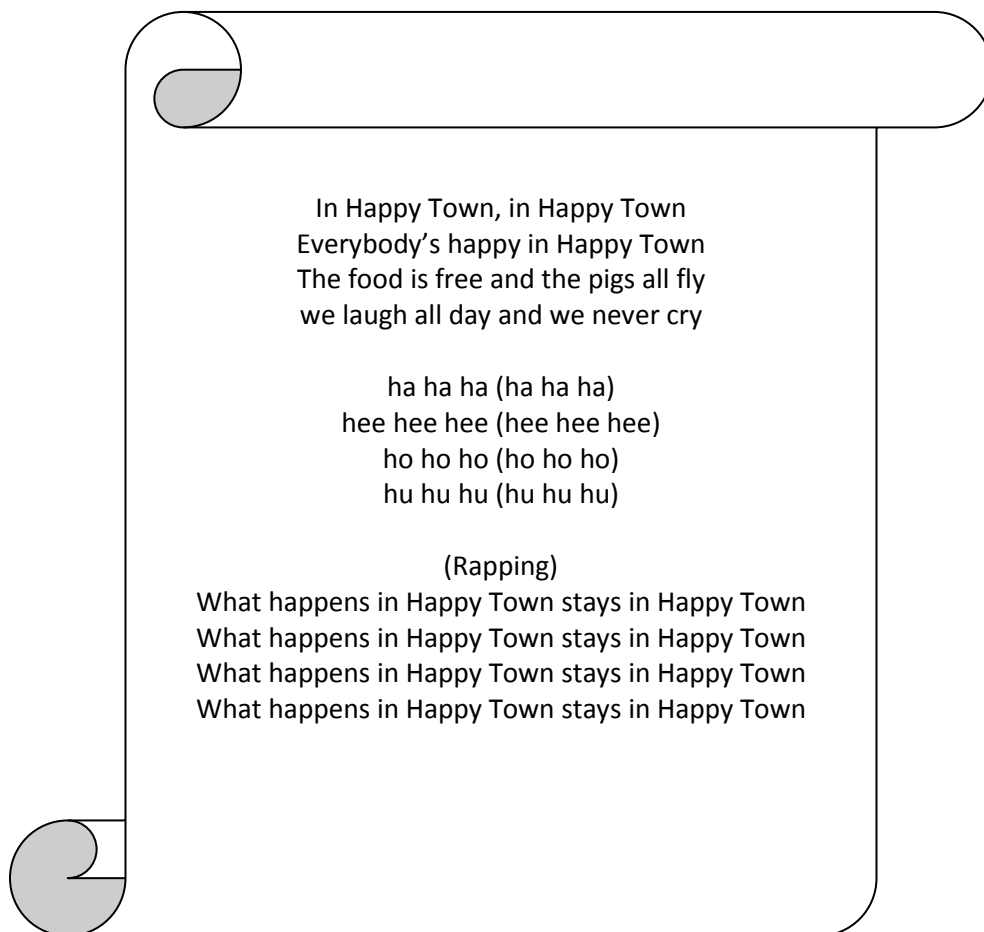 In Happy Town, in Happy Town
Everybody’s happy in Happy Town
The food is free and the pigs all fly
we laugh all day and we never cry
ha ha ha (ha ha ha)
hee hee hee (hee hee hee)
ho ho ho (ho ho ho)
hu hu hu (hu hu hu)
(Rapping)
What happens in Happy Town stays in Happy Town
What happens in Happy Town stays in Happy Town
What happens in Happy Town stays in Happy Town
What happens in Happy Town stays in Happy Town